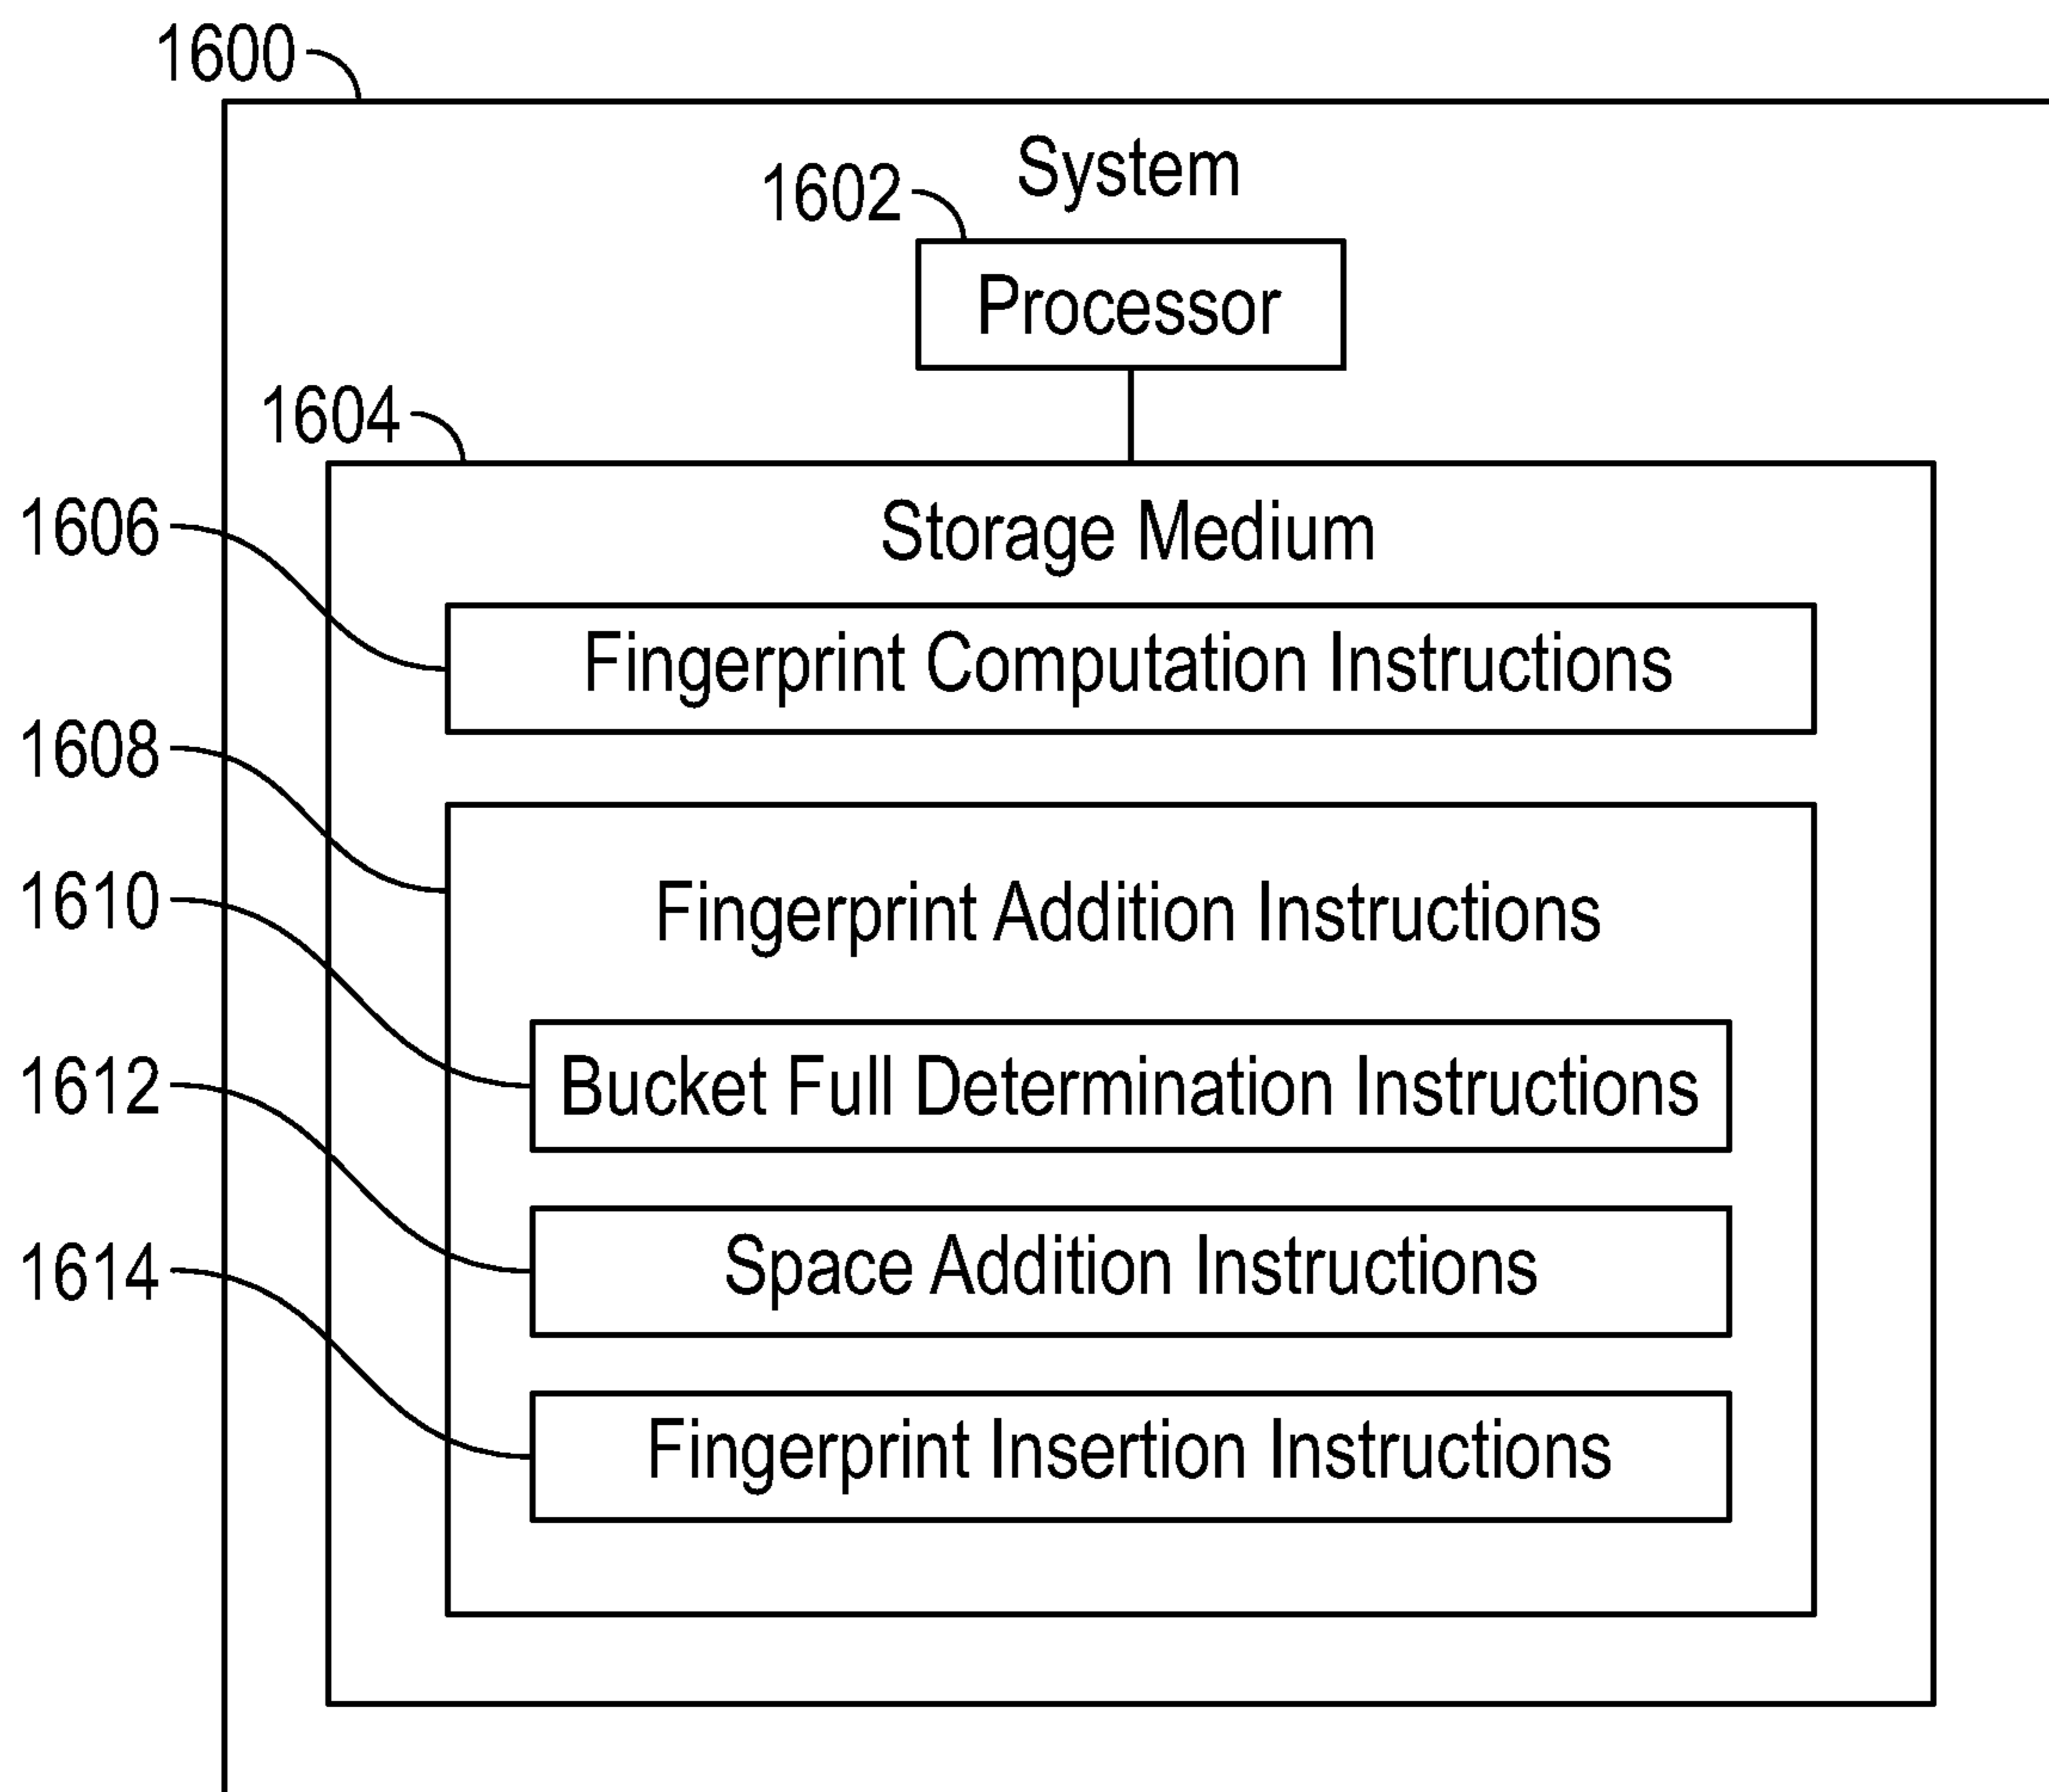 1600
System
1602
Processor
1604
Storage Medium
1606
Fingerprint Computation Instructions
1608
Fingerprint Addition Instructions
1610
Bucket Full Determination Instructions
1612
Space Addition Instructions
1614
Fingerprint Insertion Instructions